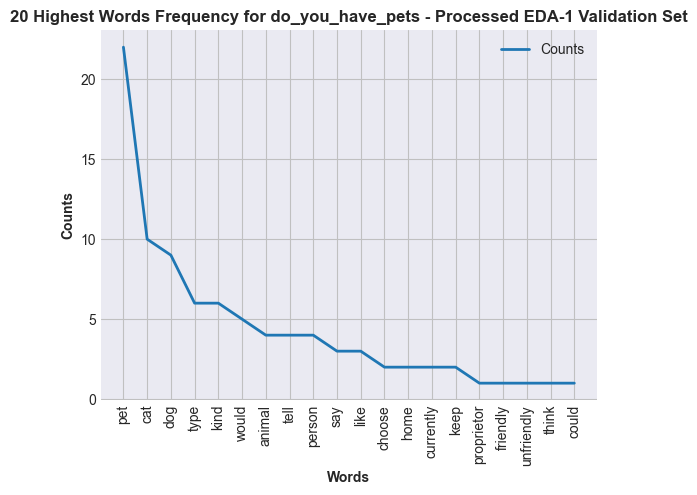 20 Highest Words Frequency for do_you_have_pets - Processed EDA-1 Validation Set
Counts
20
15
10
5
0
Counts
pet
cat
dog
type
kind
would
animal
tell
person
say
like
choose
home
currently
keep
proprietor
friendly
unfriendly
think
could
Words